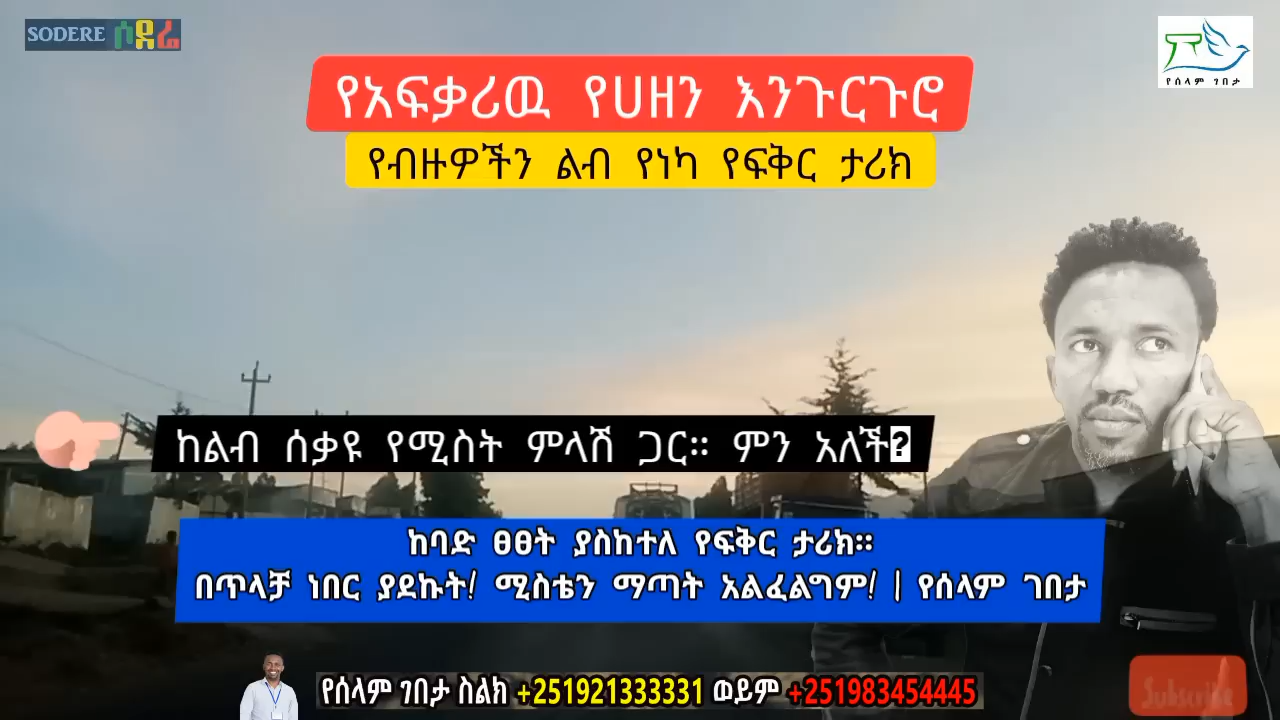 SODERE ሶደሬ
የሰላም ገበታ
የአፍቃሪዉ የሀዘን እንጉርጉሮ
የብዙዎችን ልብ የነካ የፍቅር ታሪክ
ከልብ ሰቃዩ የሚስት ምላሽ ጋር። ምን አለች
ከባድ ፀፀት ያስከተለ የፍቅር ታሪክ።
በጥላቻ ነበር ያደኩት! ሚስቴን ማጣት አልፈልግም! | የሰላም ገበታ
የሰላም ገበታ ስልክ +251921333331 ወይም +251983454445
Subscribe